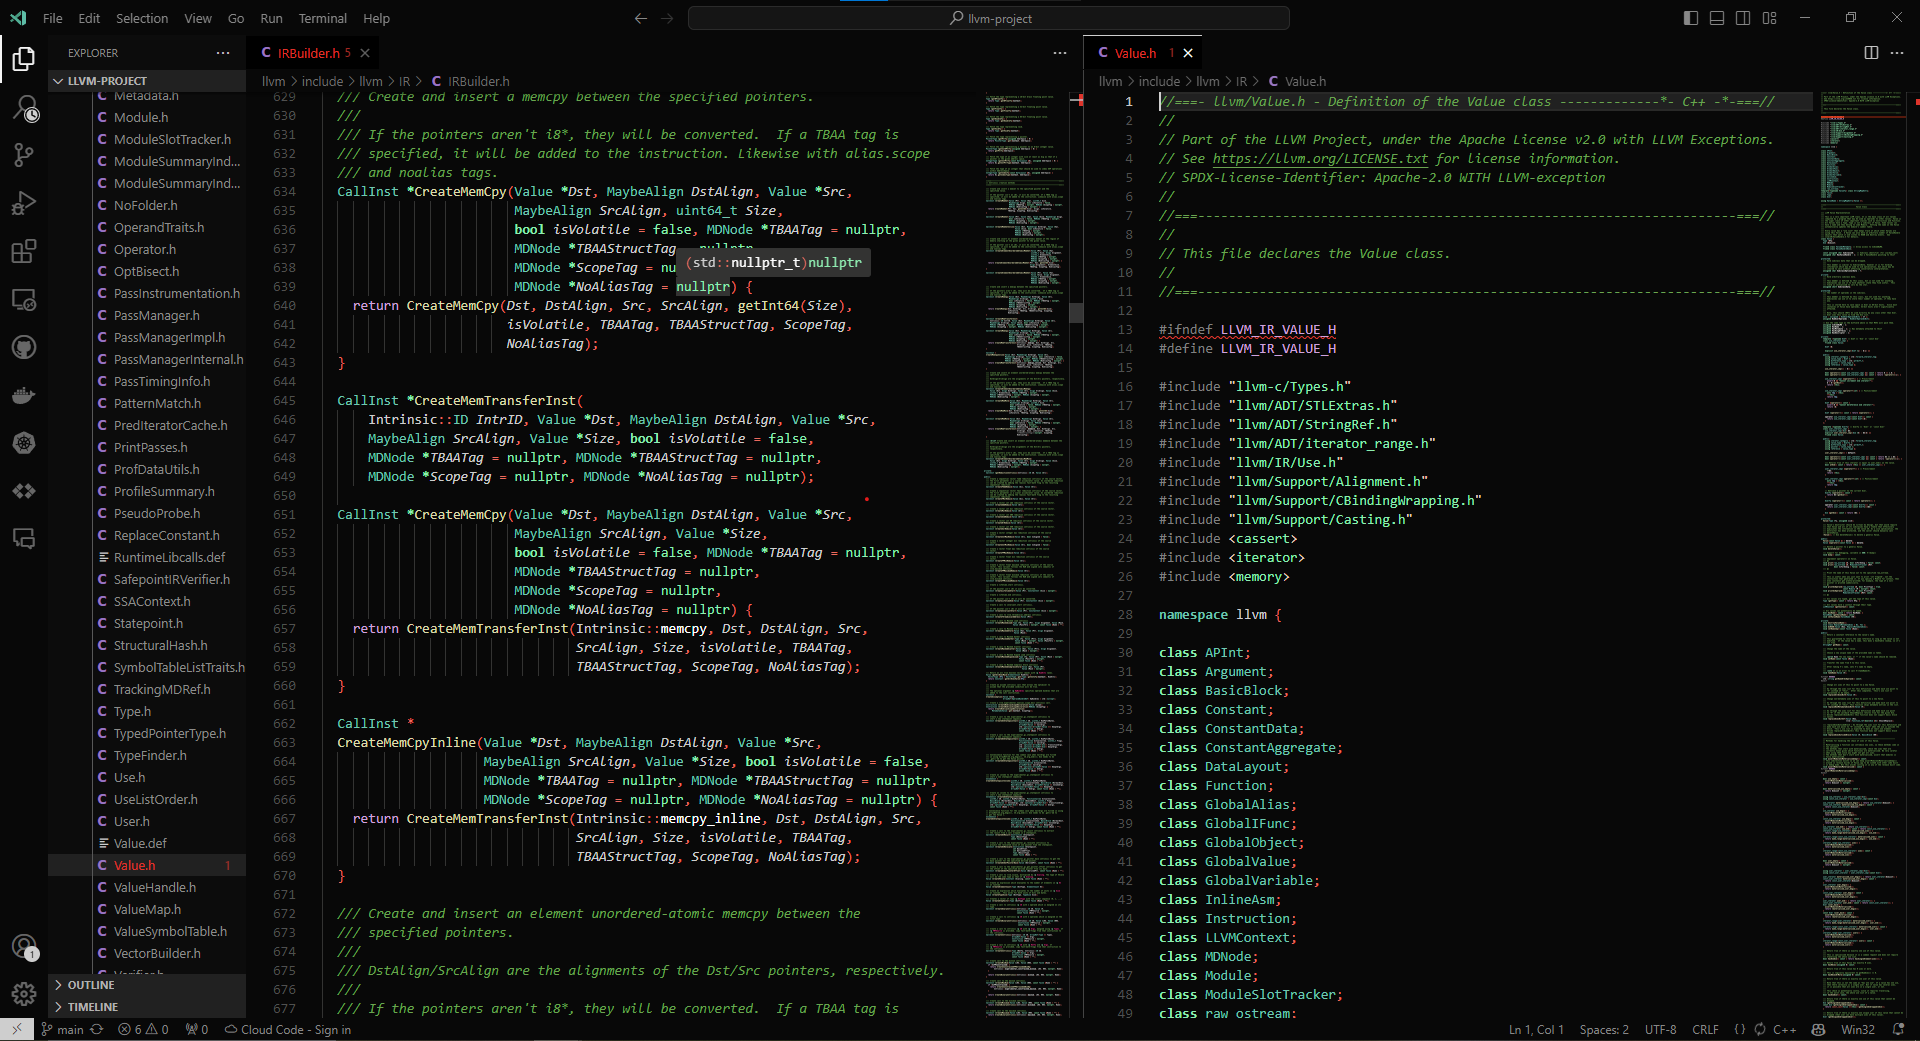 File Edit Selection View Go Run Terminal Help
llvm-project
EXPLORER
LLVM-PROJECT
Metadata.h
Module.h
ModuleSlotTracker.h
ModuleSummaryInd...
ModuleSummaryInd...
NoFolder.h
OperandTraits.h
Operator.h
OptBisect.h
PassInstrumentation.h
PassManager.h
PassManagerImpl.h
PassManagerInternal.h
PassTimingInfo.h
PatternMatch.h
PredIteratorCache.h
PrintPasses.h
ProfDataUtils.h
ProfileSummary.h
PseudoProbe.h
ReplaceConstant.h
RuntimeLibcalls.def
SafepointIRVerifier.h
SSAContext.h
Statepoint.h
StructuralHash.h
SymbolTableListTraits.h
TrackingMDRef.h
Type.h
TypedPointerType.h
TypeFinder.h
Use.h
UseListOrder.h
User.h
Value.def
Value.h 1
ValueHandle.h
ValueMap.h
ValueSymbolTable.h
VectorBuilder.h
Verifier.h
OUTLINE
TIMELINE
IRBuilder.h 5
llvm > include > llvm > IR > C IRBuilder.h
629 /// Create and insert a memcpy between the specified pointers.
630 ///
631 /// If the pointers aren't i8*, they will be converted.  If a TBAA tag is
632 /// specified, it will be added to the instruction. Likewise with alias.scope
633 /// and noalias tags.
634 CallInst *CreateMemCpy(Value *Dst, MaybeAlign DstAlign, Value *Src,
635 MaybeAlign SrcAlign, uint64_t Size,
636 bool isVolatile = false, MDNode *TBAATag = nullptr,
637 MDNode *TBAAStructTag = nullptr,
638 MDNode *ScopeTag = nu
(std::nullptr_t)nullptr
639 MDNode *NoAliasTag = nullptr) {
640 return CreateMemCpy(Dst, DstAlign, Src, SrcAlign, getInt64(Size),
641 isVolatile, TBAATag, TBAAStructTag, ScopeTag,
642 NoAliasTag);
643 }
644
645 CallInst *CreateMemTransferInst(
646 Intrinsic::ID IntrID, Value *Dst, MaybeAlign DstAlign, Value *Src,
647 MaybeAlign SrcAlign, Value *Size, bool isVolatile = false,
648 MDNode *TBAATag = nullptr, MDNode *TBAAStructTag = nullptr,
649 MDNode *ScopeTag = nullptr, MDNode *NoAliasTag = nullptr);
650
651 CallInst *CreateMemCpy(Value *Dst, MaybeAlign DstAlign, Value *Src,
652 MaybeAlign SrcAlign, Value *Size,
653 bool isVolatile = false, MDNode *TBAATag = nullptr,
654 MDNode *TBAAStructTag = nullptr,
655 MDNode *ScopeTag = nullptr,
656 MDNode *NoAliasTag = nullptr) {
657 return CreateMemTransferInst(Intrinsic::memcpy, Dst, DstAlign, Src,
658 SrcAlign, Size, isVolatile, TBAATag,
659 TBAAStructTag, ScopeTag, NoAliasTag);
660 }
661
662 CallInst *
663 CreateMemCpyInline(Value *Dst, MaybeAlign DstAlign, Value *Src,
664 MaybeAlign SrcAlign, Value *Size, bool isVolatile = false,
665 MDNode *TBAATag = nullptr, MDNode *TBAAStructTag = nullptr,
666 MDNode *ScopeTag = nullptr, MDNode *NoAliasTag = nullptr) {
667 return CreateMemTransferInst(Intrinsic::memcpy_inline, Dst, DstAlign, Src,
668 SrcAlign, Size, isVolatile, TBAATag,
669 TBAAStructTag, ScopeTag, NoAliasTag);
670 }
671
672 /// Create and insert an element unordered-atomic memcpy between the
673 /// specified pointers.
674 ///
675 /// DstAlign/SrcAlign are the alignments of the Dst/Src pointers, respectively.
676 ///
677 /// If the pointers aren't i8*, they will be converted.  If a TBAA tag is
Value.h 1
llvm > include > llvm > IR > C Value.h
1 //===- llvm/Value.h - Definition of the Value class -------------*- C++ -*-===//
2 //
3 // Part of the LLVM Project, under the Apache License v2.0 with LLVM Exceptions.
4 // See https://llvm.org/LICENSE.txt for license information.
5 // SPDX-License-Identifier: Apache-2.0 WITH LLVM-exception
6 //
7 //===----------------------------------------------------------------------===//
8 //
9 // This file declares the Value class.
10 //
11 //===----------------------------------------------------------------------===//
12
13 #ifndef LLVM_IR_VALUE_H
14 #define LLVM_IR_VALUE_H
15
16 #include "llvm-c/Types.h"
17 #include "llvm/ADT/STLExtras.h"
18 #include "llvm/ADT/StringRef.h"
19 #include "llvm/ADT/iterator_range.h"
20 #include "llvm/IR/Use.h"
21 #include "llvm/Support/Alignment.h"
22 #include "llvm/Support/CBindingWrapping.h"
23 #include "llvm/Support/Casting.h"
24 #include <cassert>
25 #include <iterator>
26 #include <memory>
27
28 namespace llvm {
29
30 class APInt;
31 class Argument;
32 class BasicBlock;
33 class Constant;
34 class ConstantData;
35 class ConstantAggregate;
36 class DataLayout;
37 class Function;
38 class GlobalAlias;
39 class GlobalIFunc;
40 class GlobalObject;
41 class GlobalValue;
42 class GlobalVariable;
43 class InlineAsm;
44 class Instruction;
45 class LLVMContext;
46 class MDNode;
47 class Module;
48 class ModuleSlotTracker;
49 class raw_ostream;
main 6 0 0 Cloud Code - Sign in
Ln 1, Col 1 Spaces: 2 UTF-8 CRLF {} C++ Win32